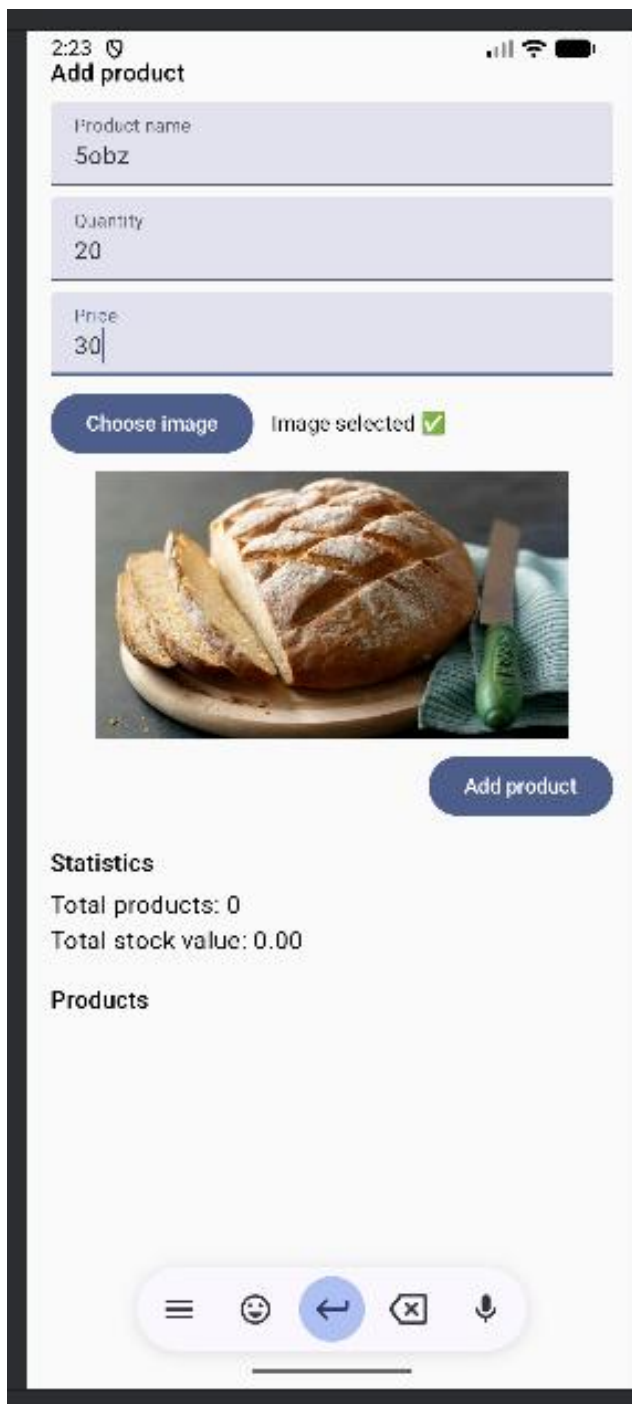 2:23
Add product
Product name
5obz
Quantity
20
Price
30
Choose image
Image selected ✅
Add product
Statistics
Total products: 0
Total stock value: 0.00
Products